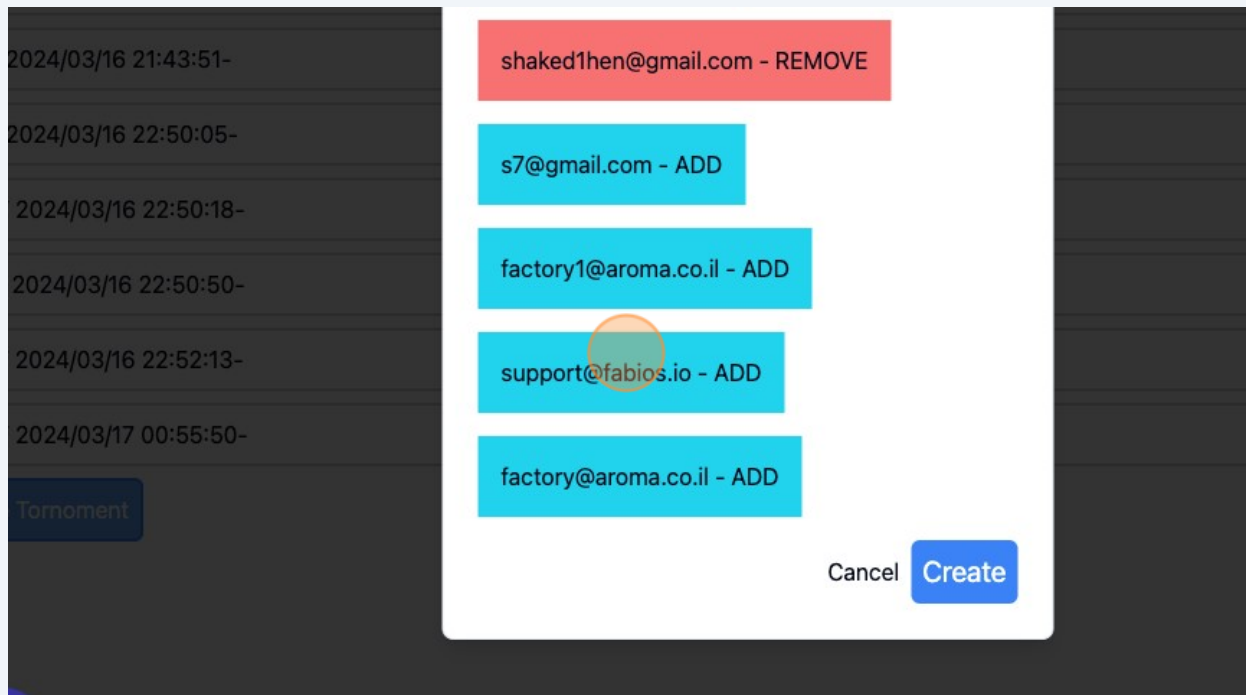 2024/03/16 21:43:51-
2024/03/16 22:50:05-
2024/03/16 22:50:18-
2024/03/16 22:50:50-
2024/03/16 22:52:13-
2024/03/17 00:55:50-
Tornoment
shaked1hen@gmail.com - REMOVE
s7@gmail.com - ADD
factory1@aroma.co.il - ADD
support@fabios.io - ADD
factory@aroma.co.il - ADD
Cancel
Create